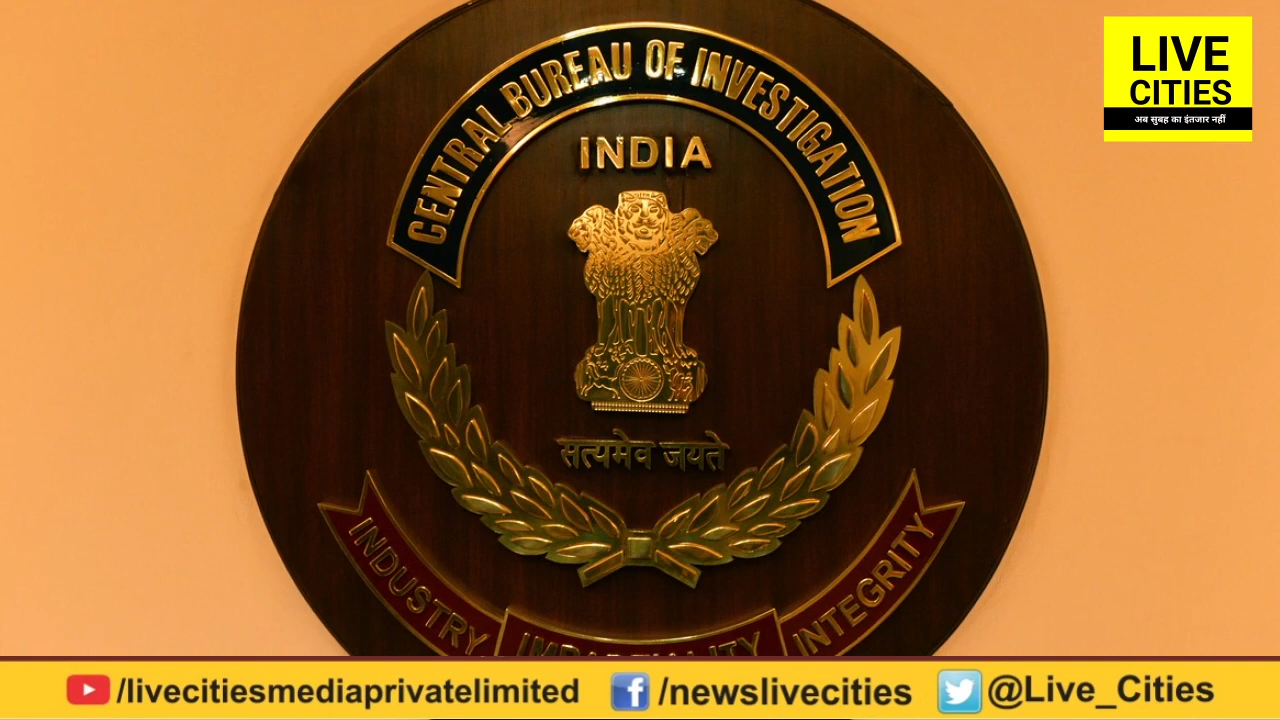 CENTRAL BUREAU OF INVESTIGATION
INDIA
सत्यमेव जयते
INDUSTRY
IMPARTIALITY
INTEGRITY
LIVE
CITIES
अब सुबह का इंतजार नहीं
/livecitiesmediaprivatelimited
/newslivecities
@Live_Cities